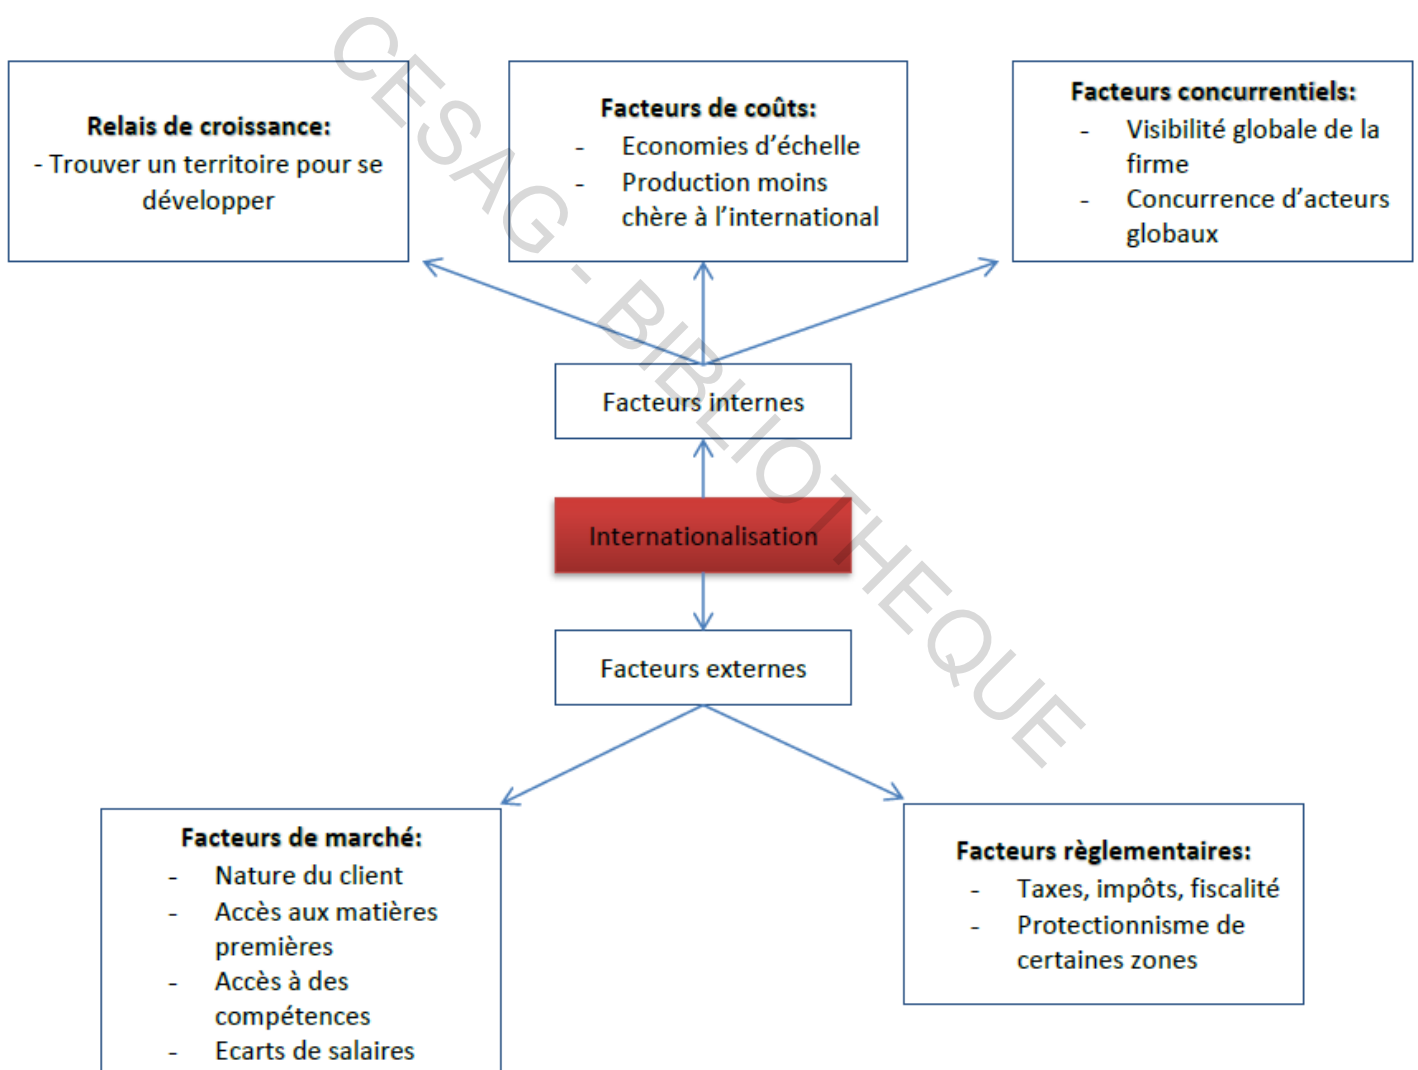 Relais de croissance:
- Trouver un territoire pour se
développer
Facteurs de coûts:
- Economies d'échelle
- Production moins
chère à l'international
Facteurs concurrentiels:
- Visibilité globale de la
firme
- Concurrence d'acteurs
globaux
Facteurs internes
Internationalisation
Facteurs externes
Facteurs de marché:
- Nature du client
- Accès aux matières
premières
- Accès à des
compétences
- Ecarts de salaires
Facteurs règlementaires:
- Taxes, impôts, fiscalité
- Protectionnisme de
certaines zones
CESAG - BIBLIOTHEQUE